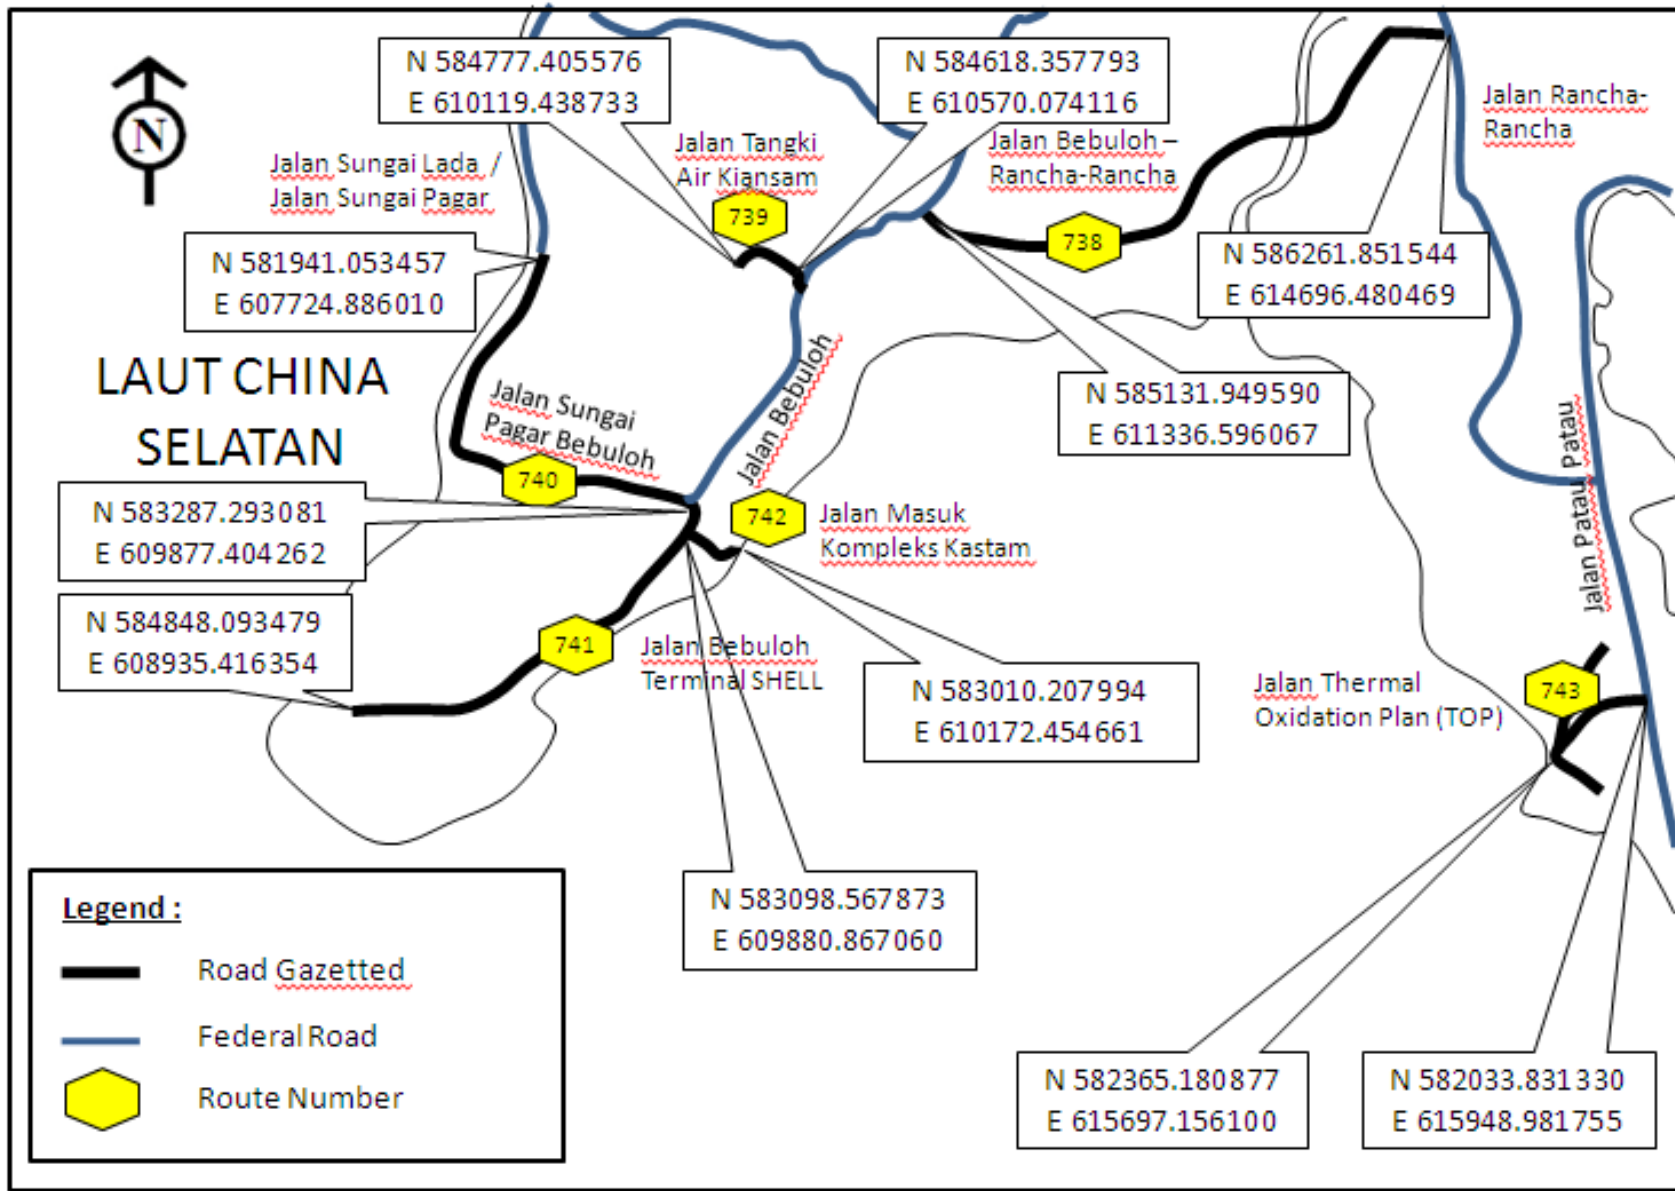 N 584777.405576
E 610119.438733
N 584618.357793
E 610570.074116
Jalan Rancha-
Rancha
N
Jalan Tangki
Air Kiansam
Jalan Bebuloh –
Rancha-Rancha
Jalan Sungai Lada /
Jalan Sungai Pagar
739
738
N 581941.053457
E 607724.886010
N 586261.851544
E 614696.480469
LAUT CHINA
SELATAN
Jalan Sungai
Pagar Bebuloh
Jalan Bebuloh
N 585131.949590
E 611336.596067
Jalan Patau Patau
740
742
N 583287.293081
E 609877.404262
Jalan Masuk
Kompleks Kastam
N 584848.093479
E 608935.416354
741
Jalan Bebuloh
Terminal SHELL
N 583010.207994
E 610172.454661
Jalan Thermal
Oxidation Plan (TOP)
743
N 583098.567873
E 609880.867060
Legend :
Road Gazetted
Federal Road
Route Number
N 582365.180877
E 615697.156100
N 582033.831330
E 615948.981755